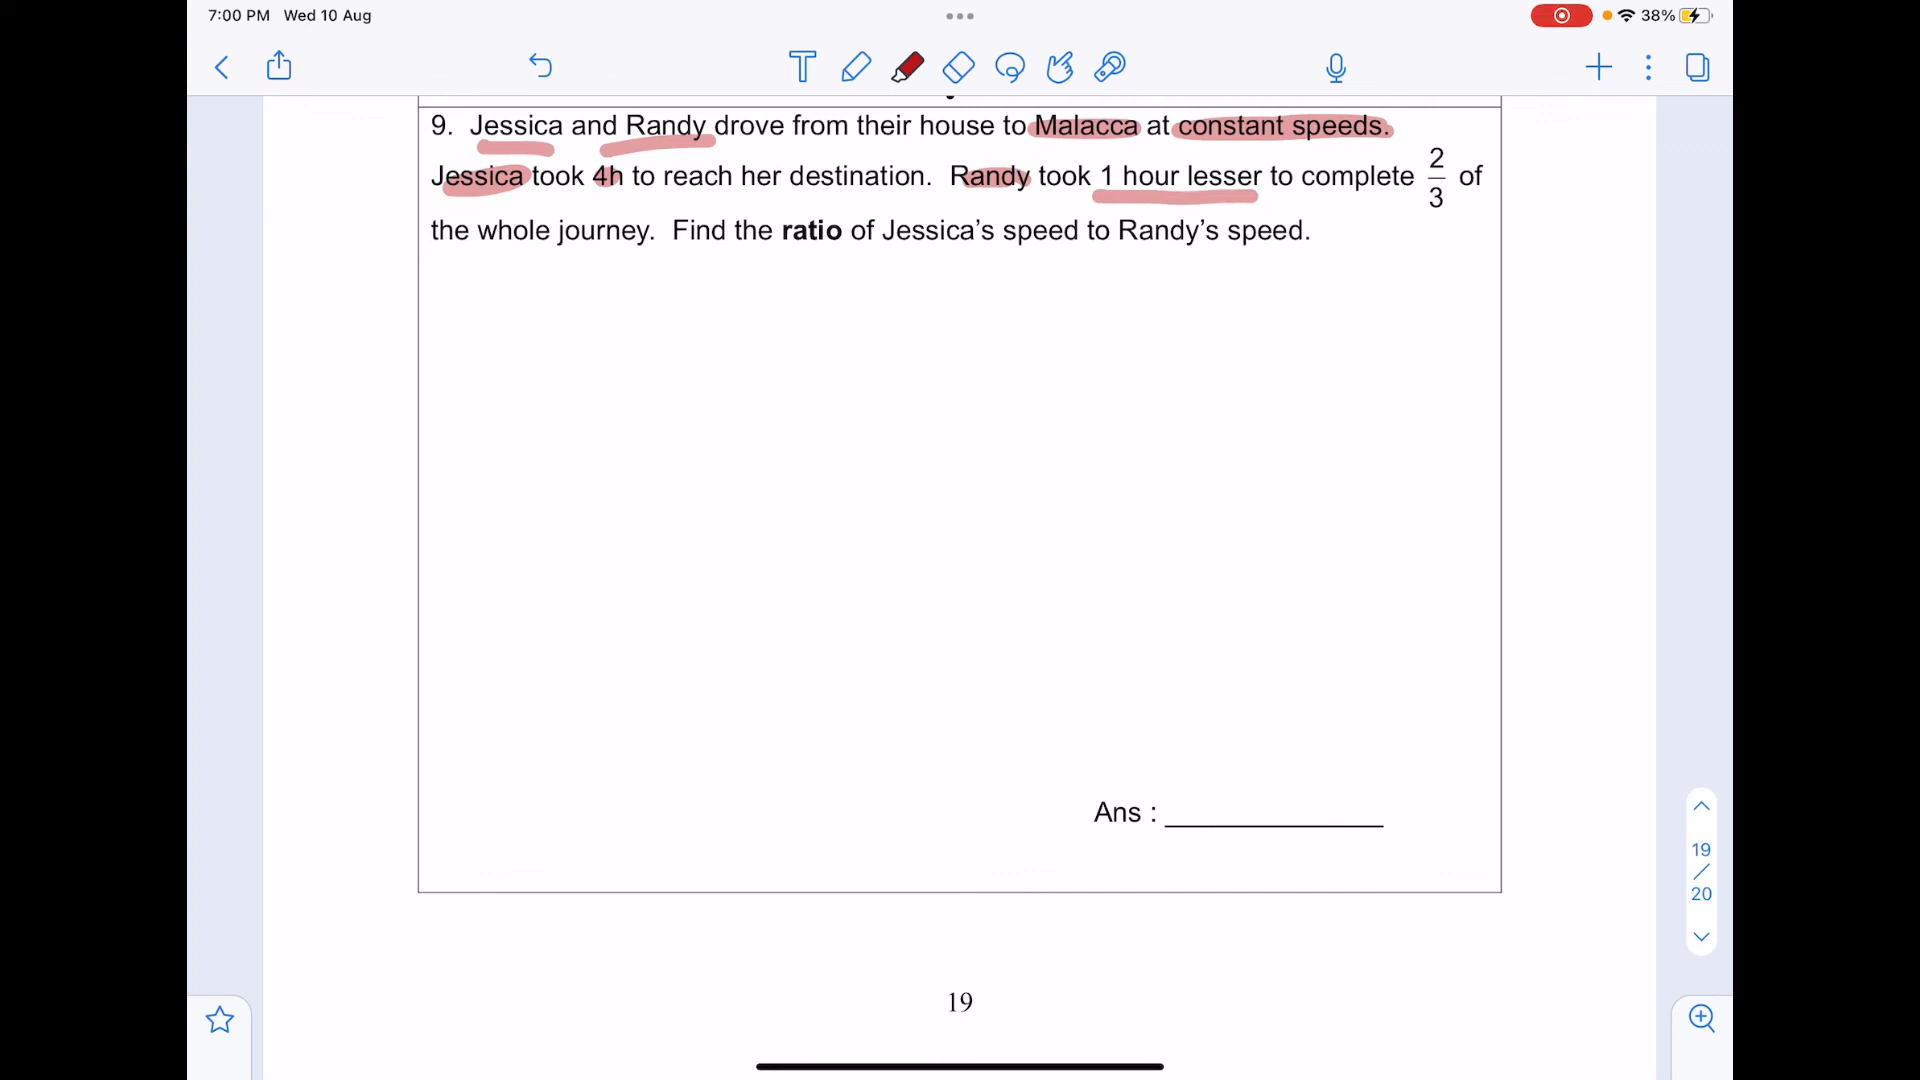 7:00 PM Wed 10 Aug
38%
9. Jessica and Randy drove from their house to Malacca at constant speeds.
Jessica took 4h to reach her destination. Randy took 1 hour lesser to complete 2/3 of
the whole journey. Find the ratio of Jessica's speed to Randy's speed.
Ans : ______________
19
/
20
19